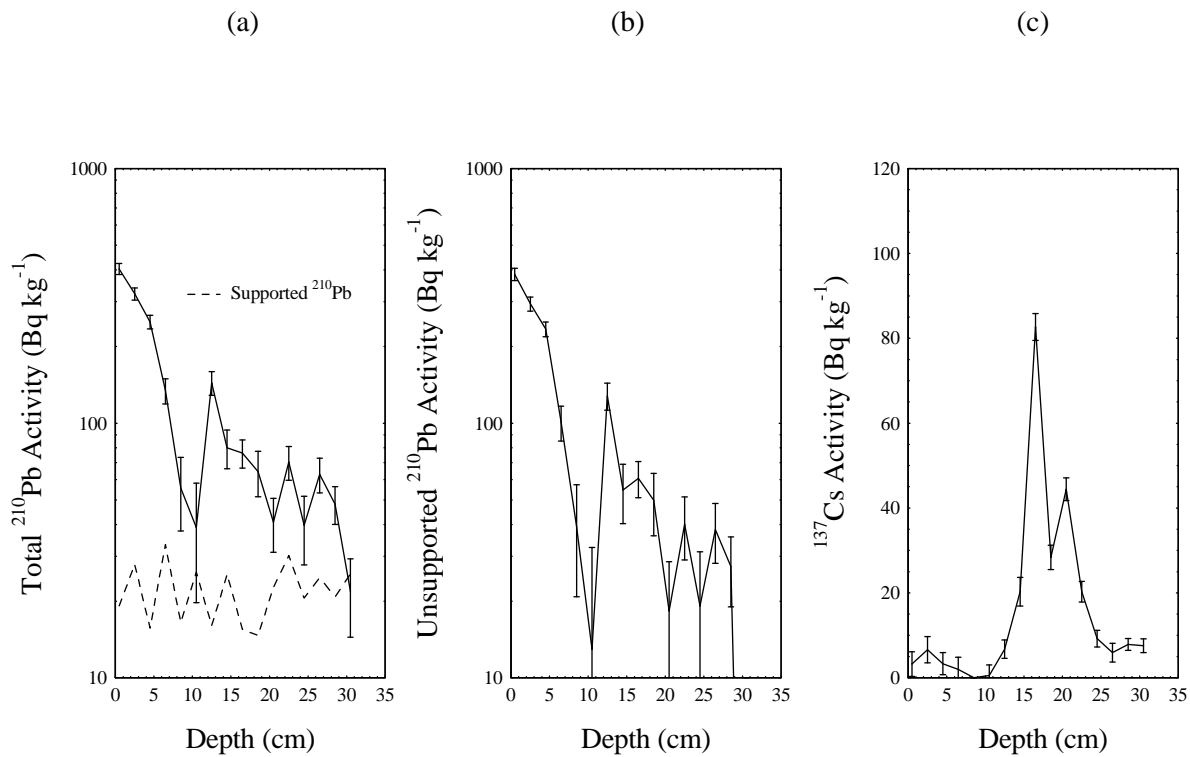 (a)
(b)
(c)
Total ²¹⁰Pb Activity (Bq kg⁻¹)
1000
100
10
0 5 10 15 20 25 30 35
Depth (cm)
Supported ²¹⁰Pb
Unsupported ²¹⁰Pb Activity (Bq kg⁻¹)
1000
100
10
0 5 10 15 20 25 30 35
Depth (cm)
¹³⁷Cs Activity (Bq kg⁻¹)
120
100
80
60
40
20
0
0 5 10 15 20 25 30 35
Depth (cm)